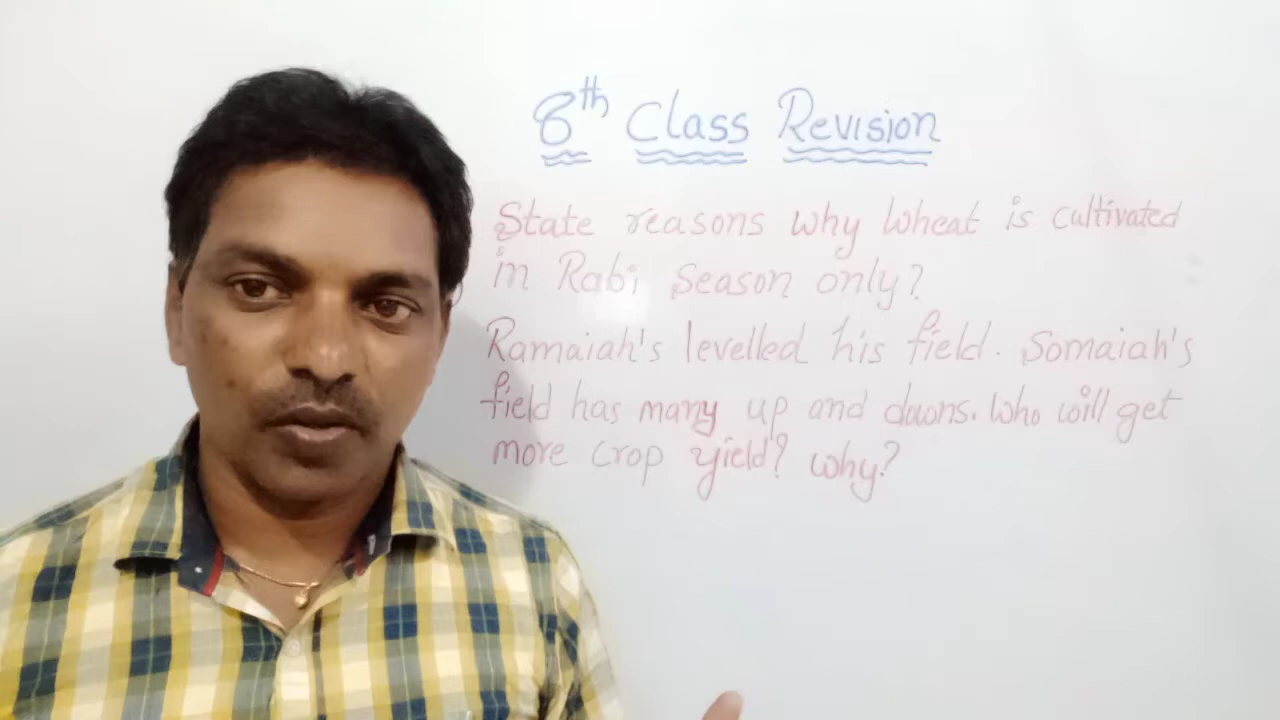 8th Class Revision
State reasons why wheat is cultivated
in Rabi season only?
Ramaiah's levelled his field. Somaiah's
field has many up and dawns. Who will get
more crop yield? why?